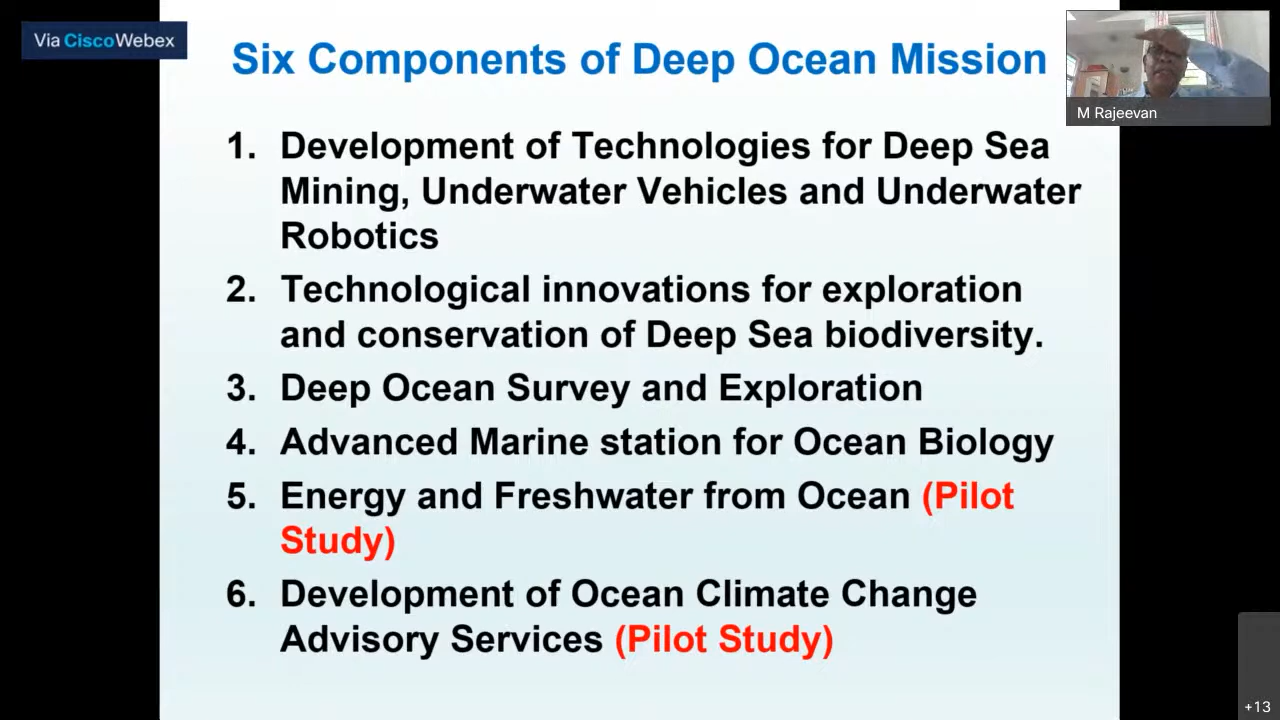 Via CiscoWebex
Six Components of Deep Ocean Mission
M Rajeevan
1. Development of Technologies for Deep Sea
Mining, Underwater Vehicles and Underwater
Robotics
2. Technological innovations for exploration
and conservation of Deep Sea biodiversity.
3. Deep Ocean Survey and Exploration
4. Advanced Marine station for Ocean Biology
5. Energy and Freshwater from Ocean (Pilot
Study)
6. Development of Ocean Climate Change
Advisory Services (Pilot Study)
+13